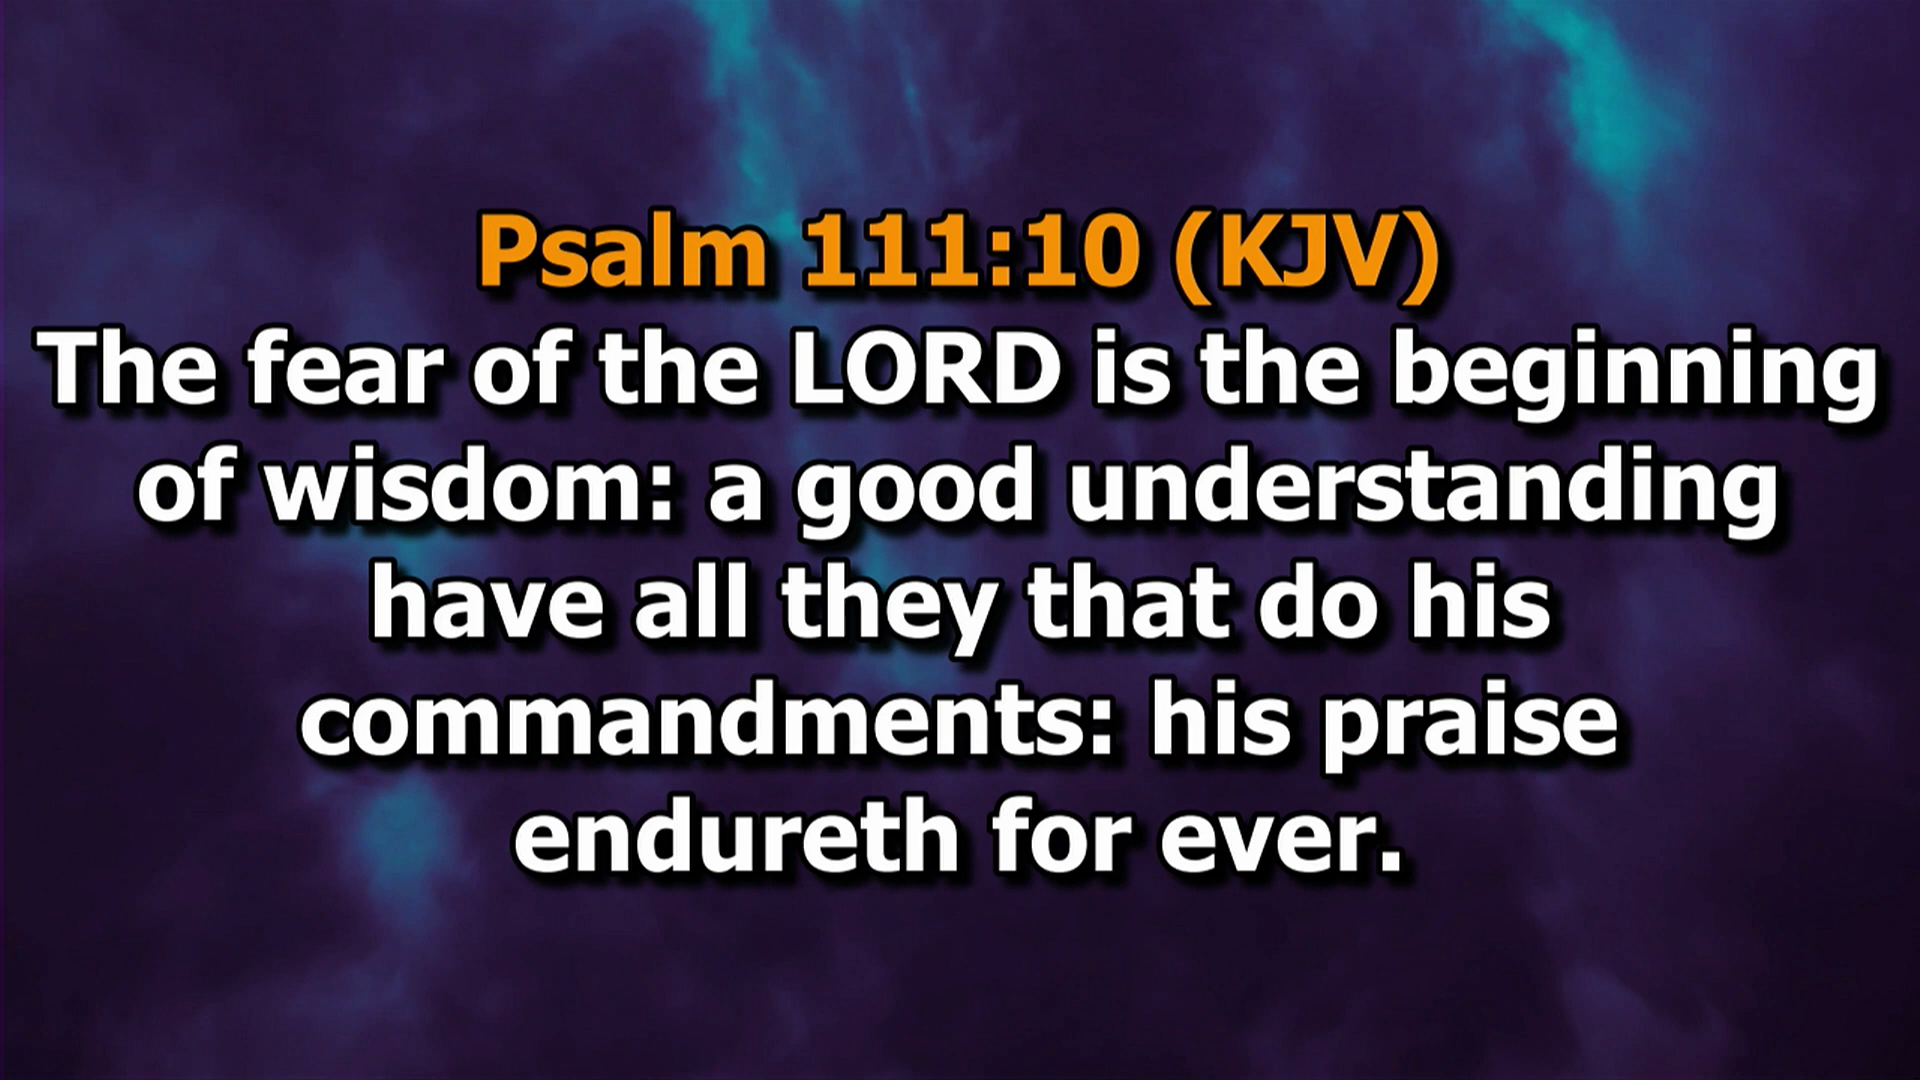 Psalm 111:10 (KJV)
The fear of the LORD is the beginning
of wisdom: a good understanding
have all they that do his
commandments: his praise
endureth for ever.